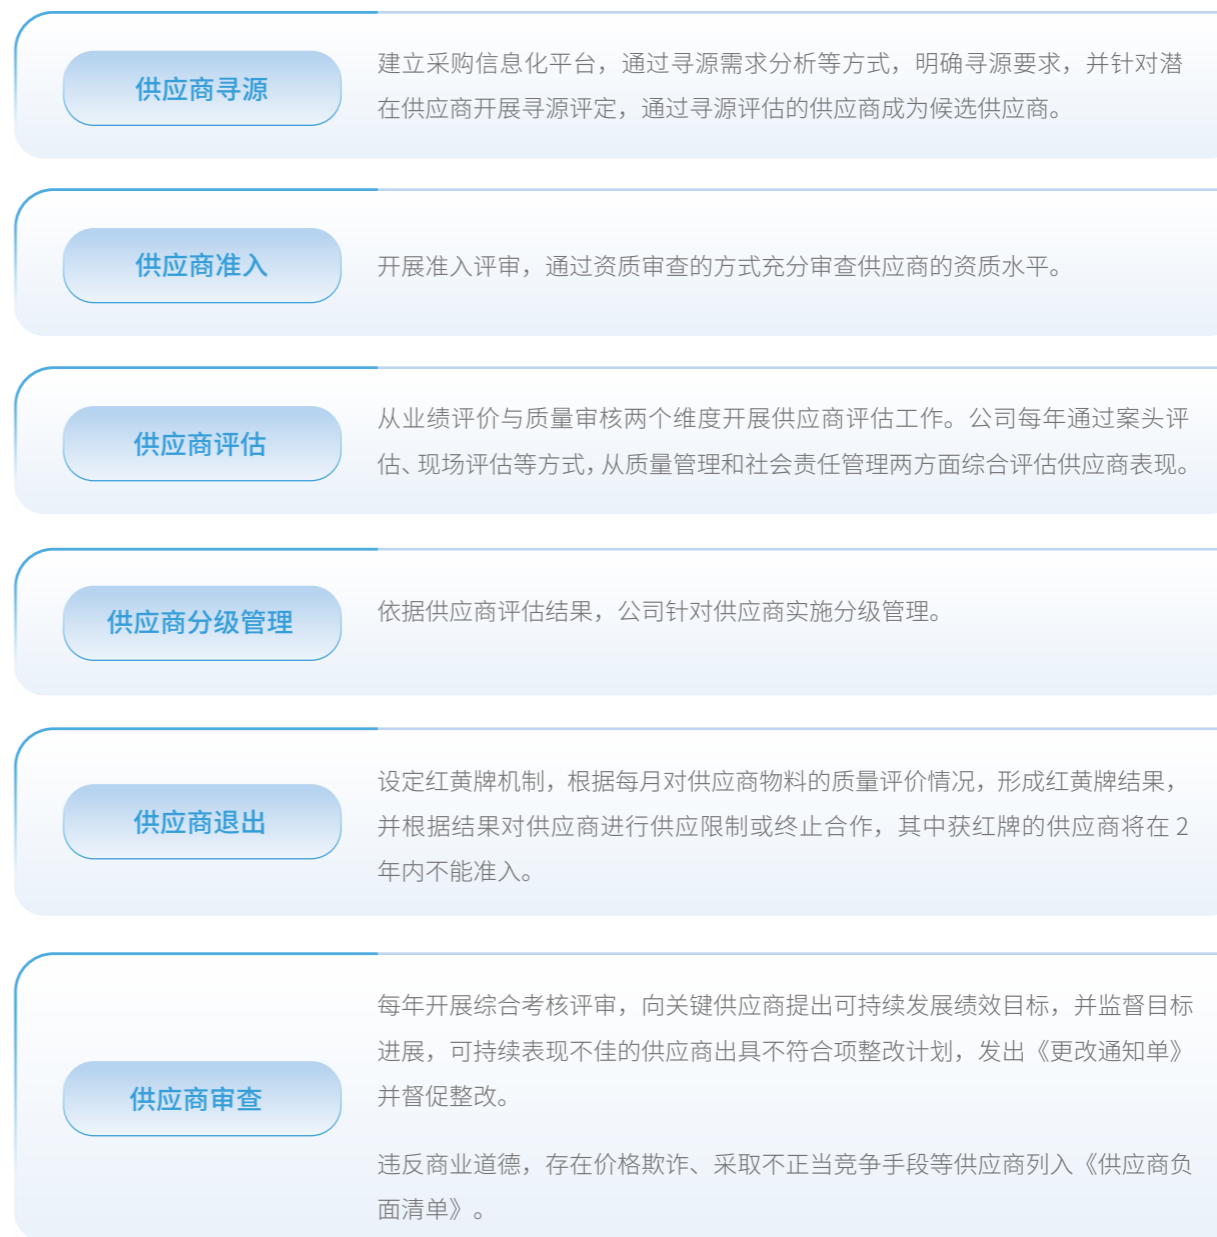 供应商寻源
建立采购信息化平台，通过寻源需求分析等方式，明确寻源要求，并针对潜
在供应商开展寻源评定，通过寻源评估的供应商成为候选供应商。
供应商准入
开展准入评审，通过资质审查的方式充分审查供应商的资质水平。
供应商评估
从业绩评价与质量审核两个维度开展供应商评估工作。公司每年通过案头评
估、现场评估等方式，从质量管理和社会责任管理两方面综合评估供应商表现。
供应商分级管理
依据供应商评估结果，公司针对供应商实施分级管理。
供应商退出
设定红黄牌机制，根据每月对供应商物料的质量评价情况，形成红黄牌结果，
并根据结果对供应商进行供应限制或终止合作，其中获红牌的供应商将在 2
年内不能准入。
供应商审查
每年开展综合考核评审，向关键供应商提出可持续发展绩效目标，并监督目标
进展，可持续表现不佳的供应商出具不符合项整改计划，发出《更改通知单》
并督促整改。
违反商业道德，存在价格欺诈、采取不正当竞争手段等供应商列入《供应商负
面清单》。